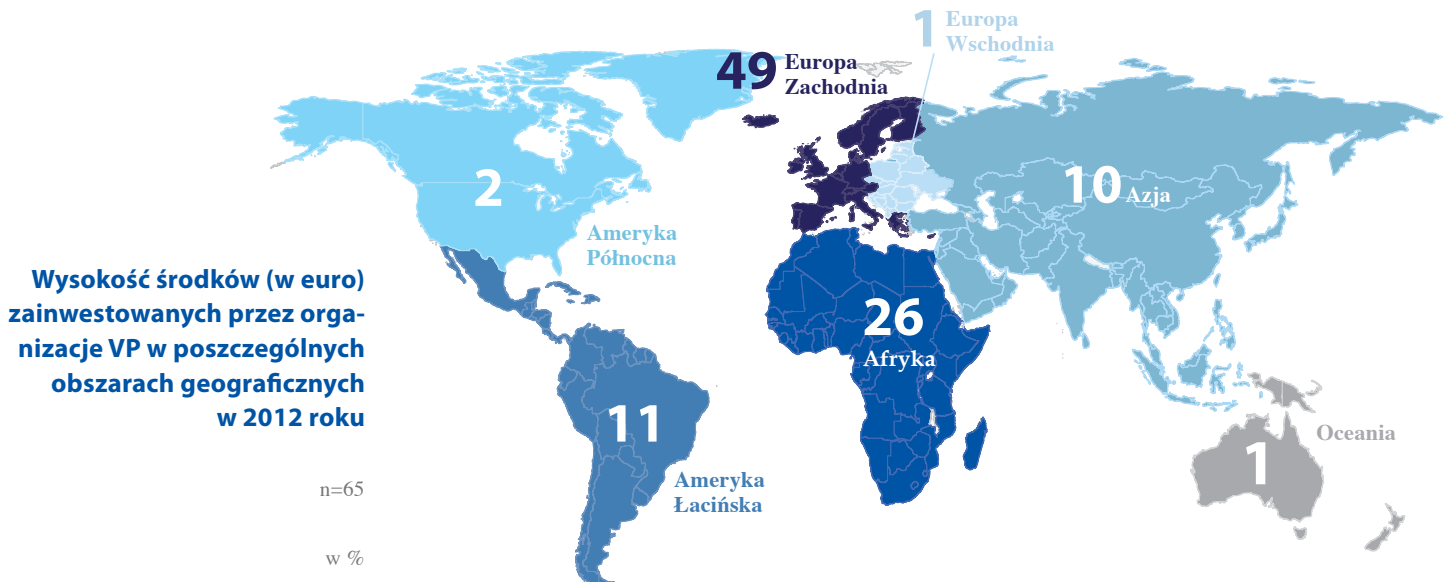 1 Europa
Wschodnia
49 Europa
Zachodnia
2
Ameryka
Północna
10 Azja
Wysokość środków (w euro)
zainwestowanych przez orga-
nizacje VP w poszczególnych
obszarach geograficznych
w 2012 roku
26
Afryka
11
Ameryka
Łacińska
Oceania
1
n=65
w %